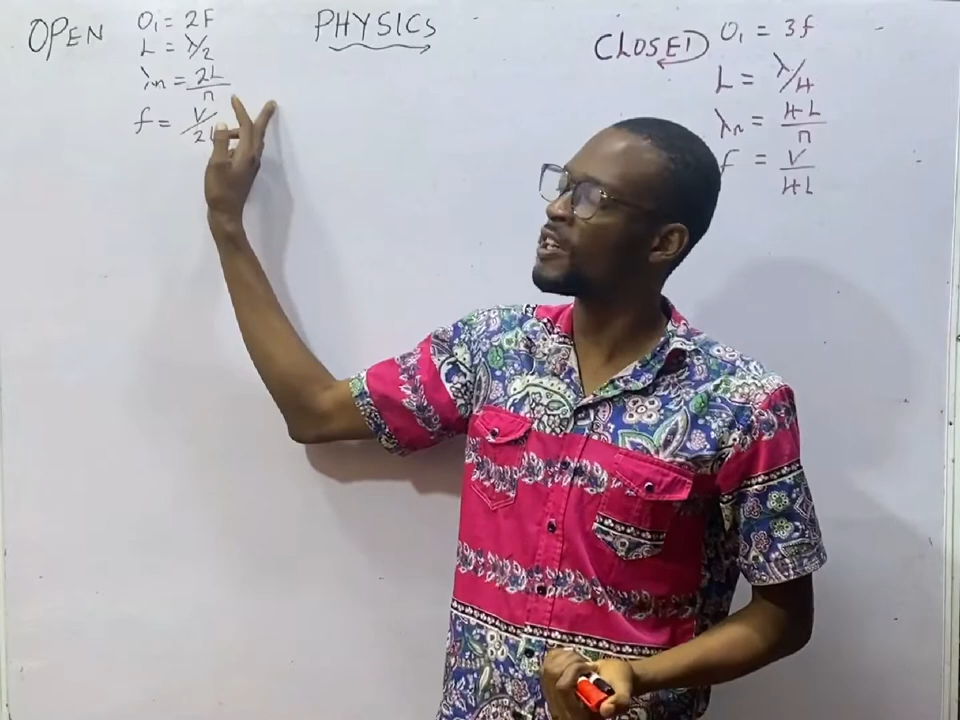 OPEN
O₁ = 2F
L = λ/2
λn = 2L/n
f = V/2L
PHYSICS
CLOSED
O₁ = 3f
L = λ/4
λn = 4L/n
f = V/4L